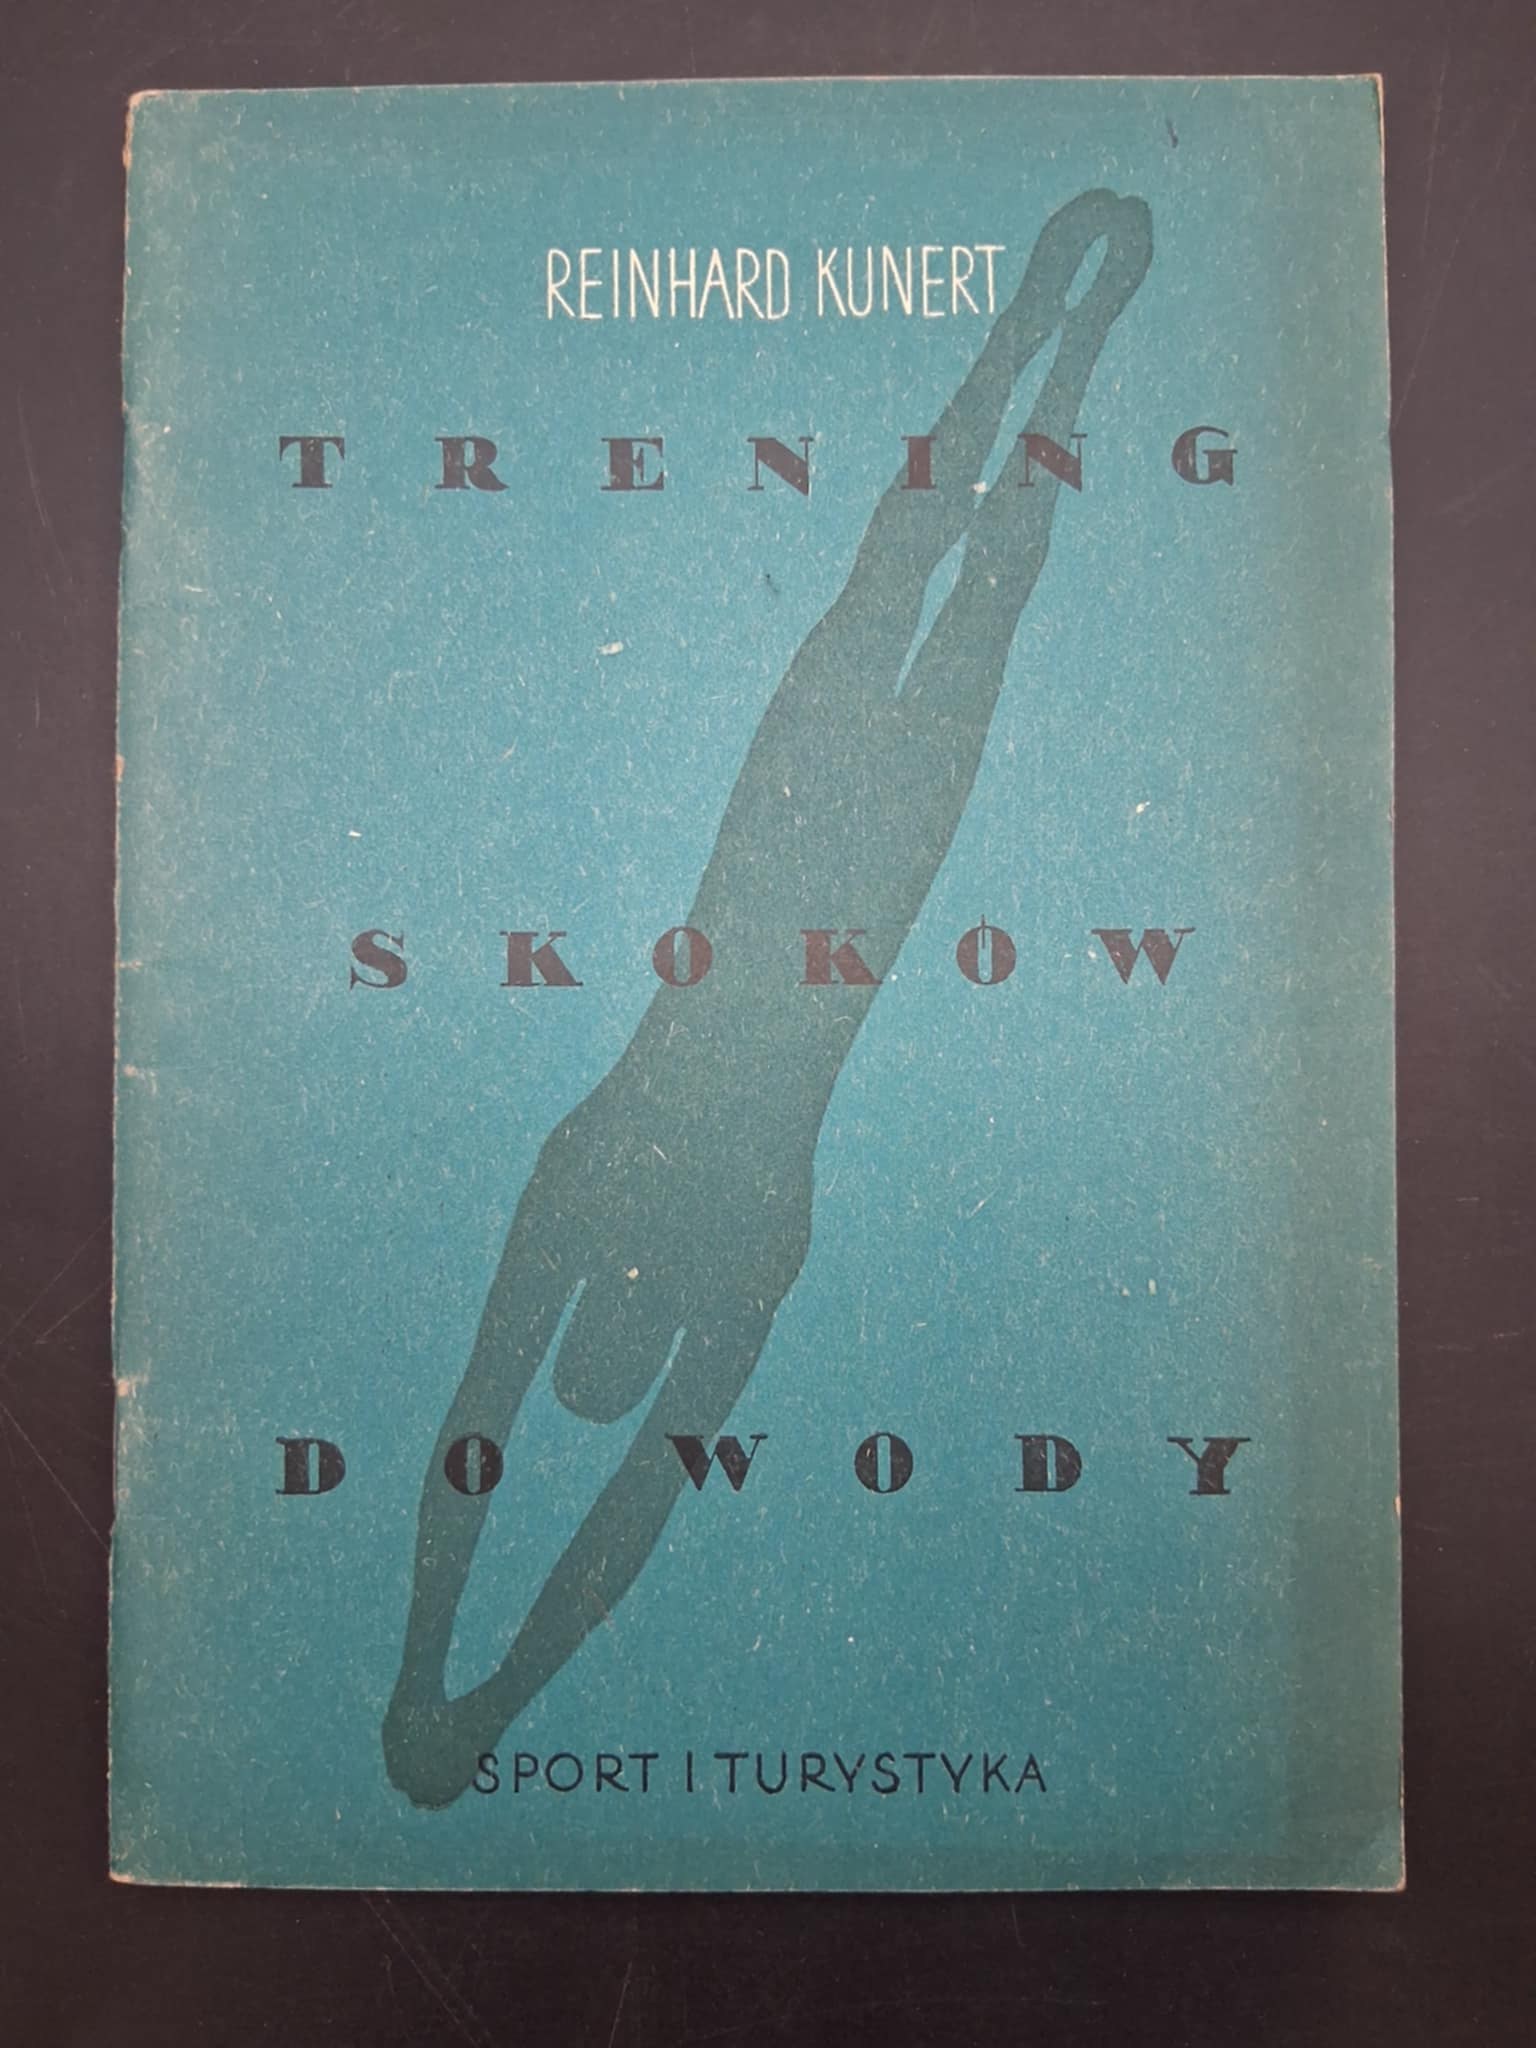 REINHARD KUNERT
TRENING
SKOKÓW
DO WODY
SPORT I TURYSTYKA